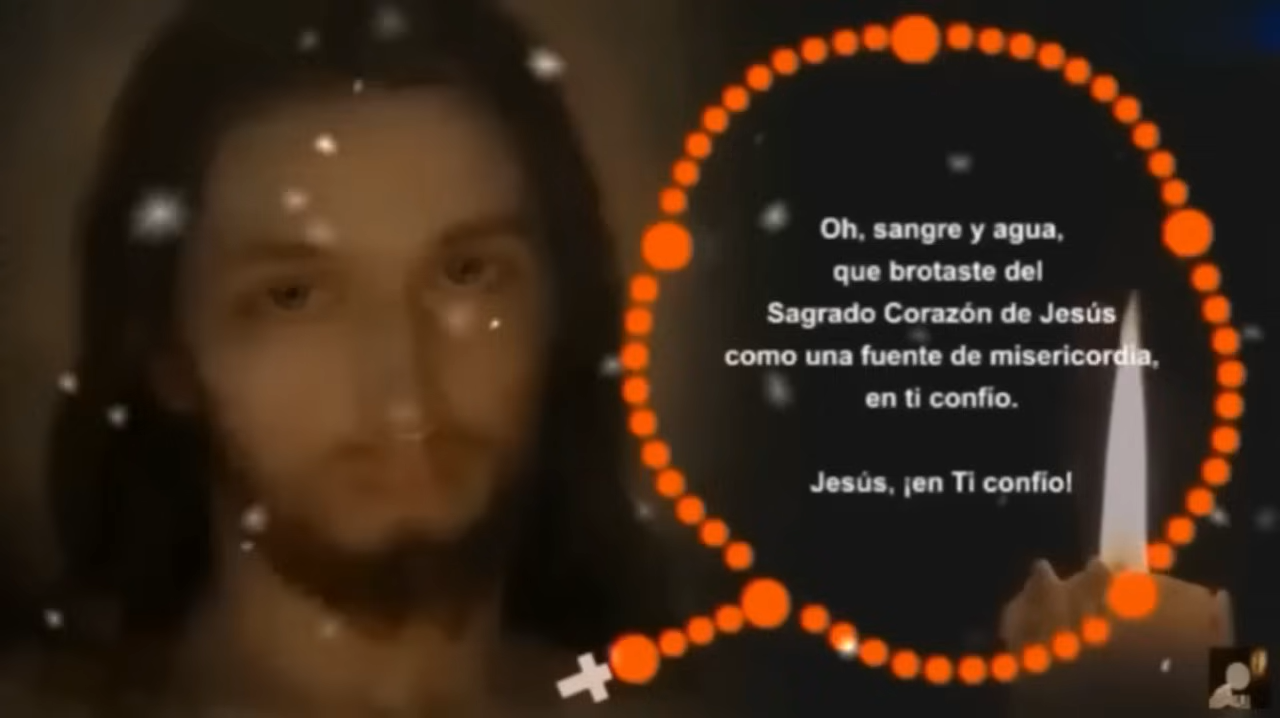 Oh, sangre y agua,
que brotaste del
Sagrado Corazón de Jesús
como una fuente de misericordia,
en ti confío.
Jesús, ¡en Ti confío!